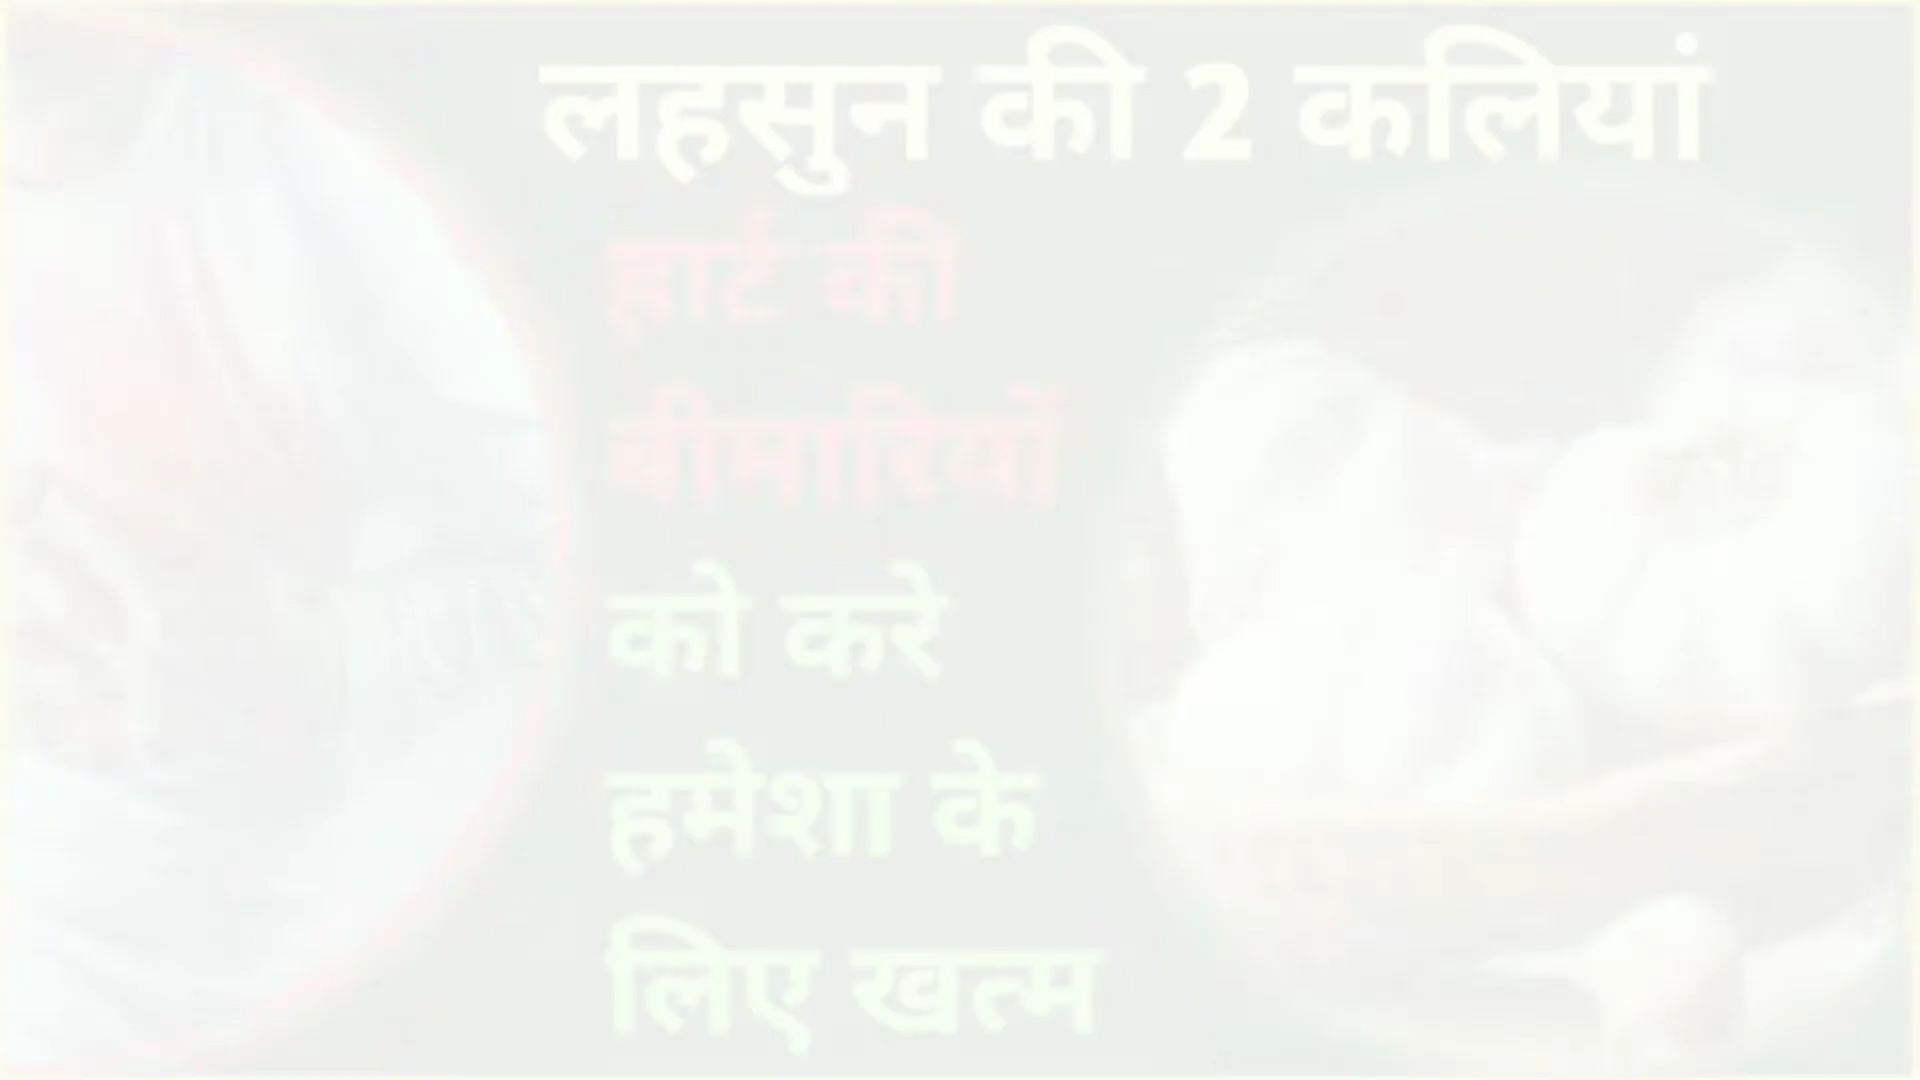 लहसुन की 2 कलियां
हार्ट की
बीमारियों
को करे
हमेशा के
लिए खत्म